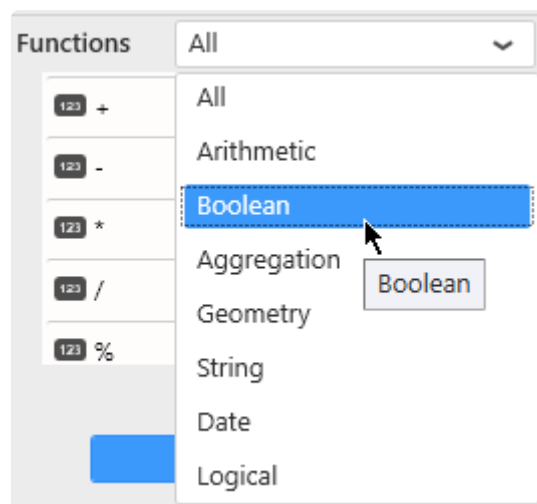 Functions All
All
123 +
Arithmetic
123 -
Boolean
123 *
Aggregation
Boolean
123 /
Geometry
123 %
String
Date
Logical